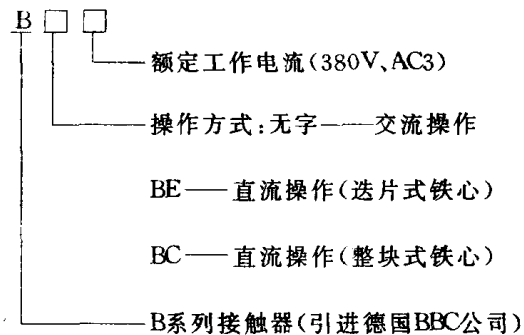 B□□
额定工作电流(380V、AC3)
操作方式:无字——交流操作
BE——直流操作(迭片式铁心)
BC——直流操作(整块式铁心)
B系列接触器(引进德国BBC公司)